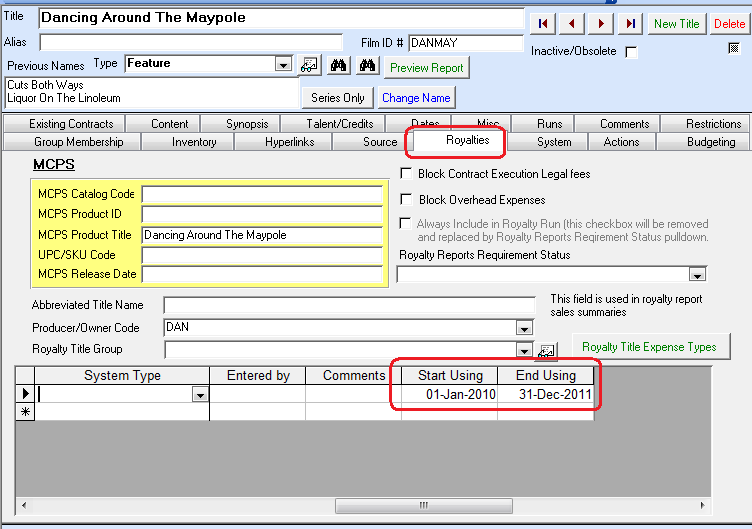 Title Dancing Around The Maypole
New Title Delete
Alias Film ID # DANMAY
Inactive/Obsolete
Previous Names Type Feature
Preview Report
Cuts Both Ways
Liquor On The Linoleum
Series Only Change Name
Existing Contracts Content Synopsis Talent/Credits Dates Misc Runs Comments Restrictions
Group Membership Inventory Hyperlinks Source Royalties System Actions Budgeting
MCPS
MCPS Catalog Code
MCPS Product ID
MCPS Product Title Dancing Around The Maypole
UPC/SKU Code
MCPS Release Date
Block Contract Execution Legal fees
Block Overhead Expenses
Always Include in Royalty Run (this checkbox will be removed
and replaced by Royalty Reports Reqirement Status pulldown.
Royalty Reports Requirement Status
Abbreviated Title Name
This field is used in royalty report
sales summaries
Producer/Owner Code DAN
Royalty Title Group
Royalty Title Expense Types
System Type Entered by Comments Start Using End Using
01-Jan-2010 31-Dec-2011